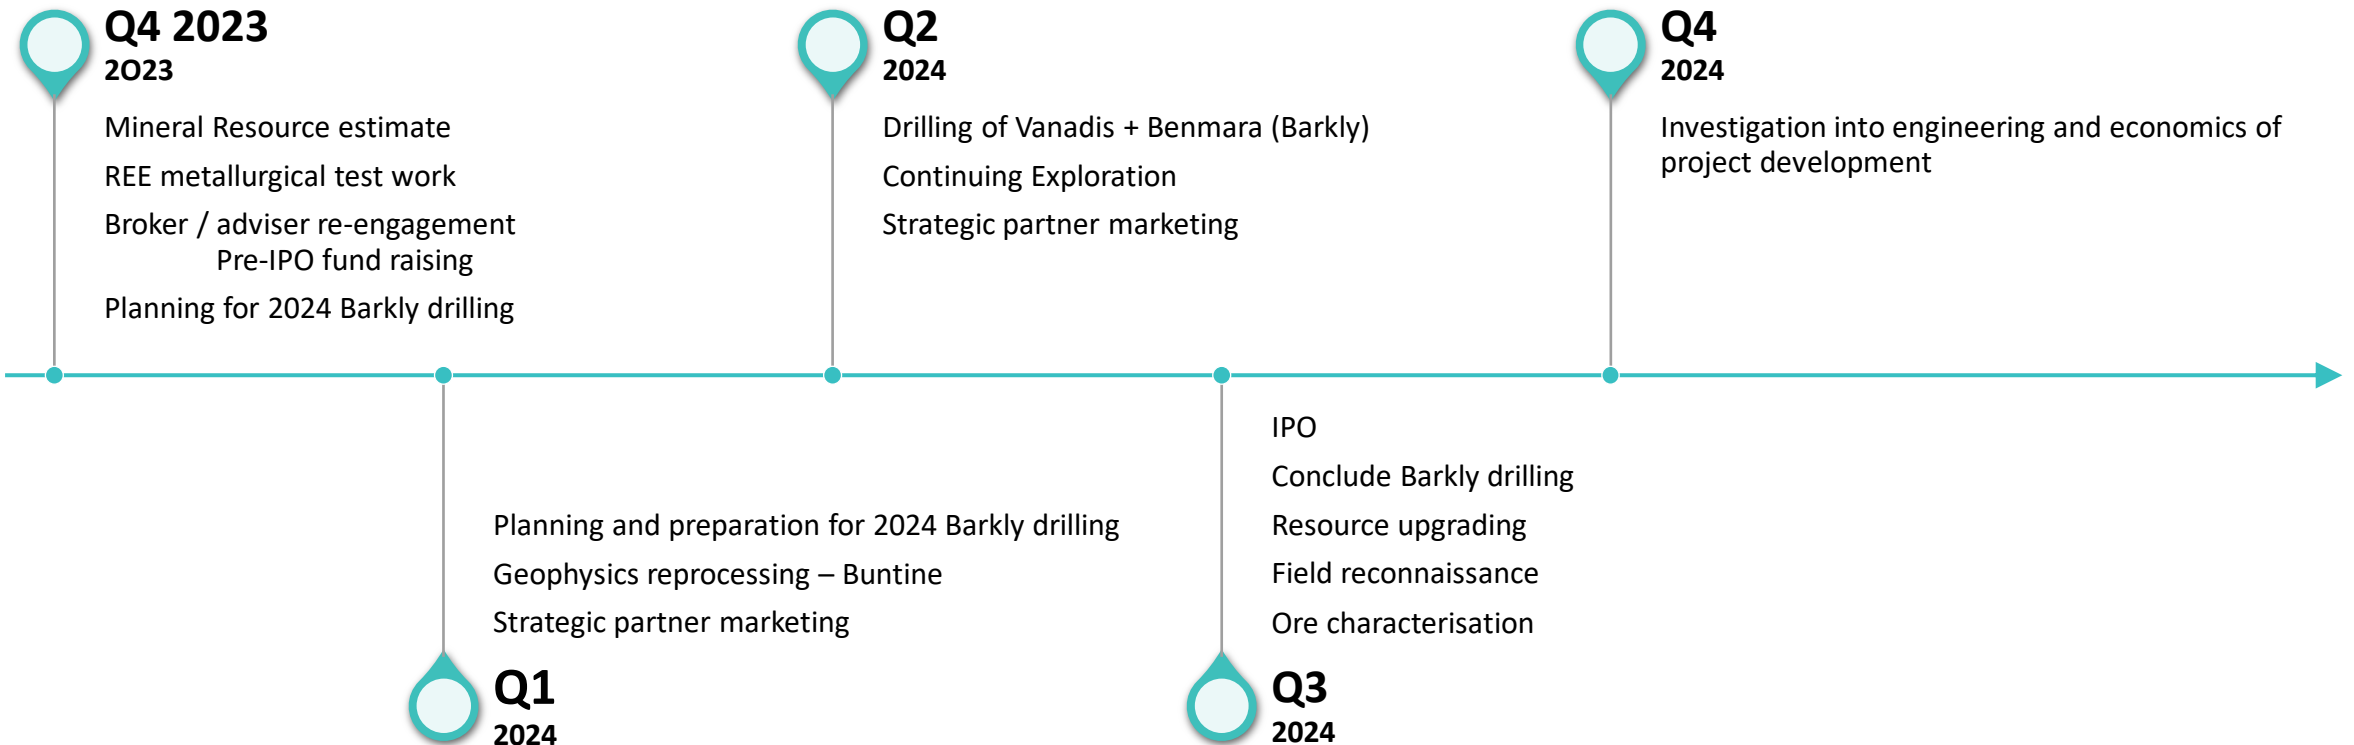 Q4 2023
2O23
Mineral Resource estimate
REE metallurgical test work
Broker / adviser re-engagement
Pre-IPO fund raising
Planning for 2024 Barkly drilling
Planning and preparation for 2024 Barkly drilling
Geophysics reprocessing – Buntine
Strategic partner marketing
Q1
2024
Q2
2024
Drilling of Vanadis + Benmara (Barkly)
Continuing Exploration
Strategic partner marketing
IPO
Conclude Barkly drilling
Resource upgrading
Field reconnaissance
Ore characterisation
Q3
2024
Q4
2024
Investigation into engineering and economics of
project development